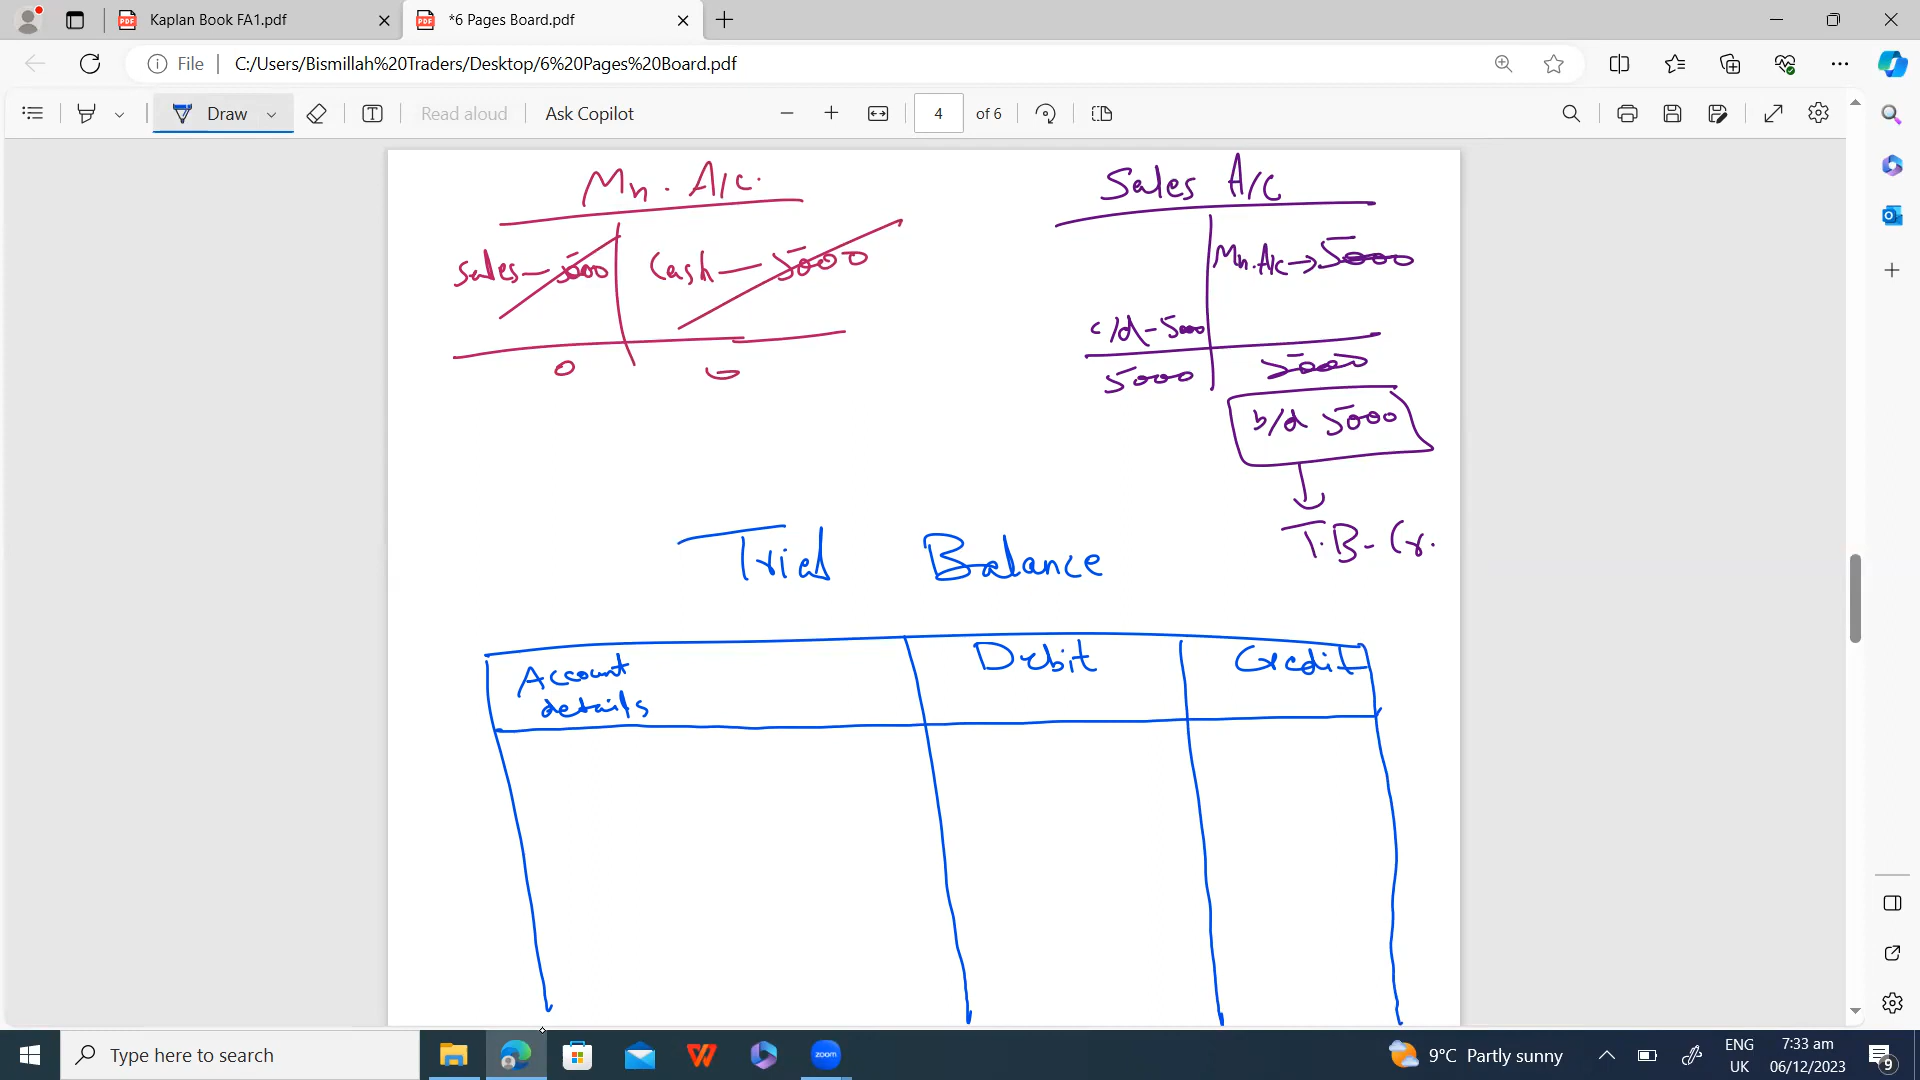 Kaplan Book FA1.pdf
*6 Pages Board.pdf
File
C:/Users/Bismillah%20Traders/Desktop/6%20Pages%20Board.pdf
Draw
Read aloud
Ask Copilot
4 of 6
Mn. A/c.
Sales A/c
sales — 5000
Cash — 5000
Mn. A/c → 5000
c/d - 5000
0
0
5000
5000
b/d 5000
T.B - Cr.
Trial Balance
Account details
Debit
Credit
Type here to search
zoom
9°C Partly sunny
ENG
UK
7:33 am
06/12/2023
9